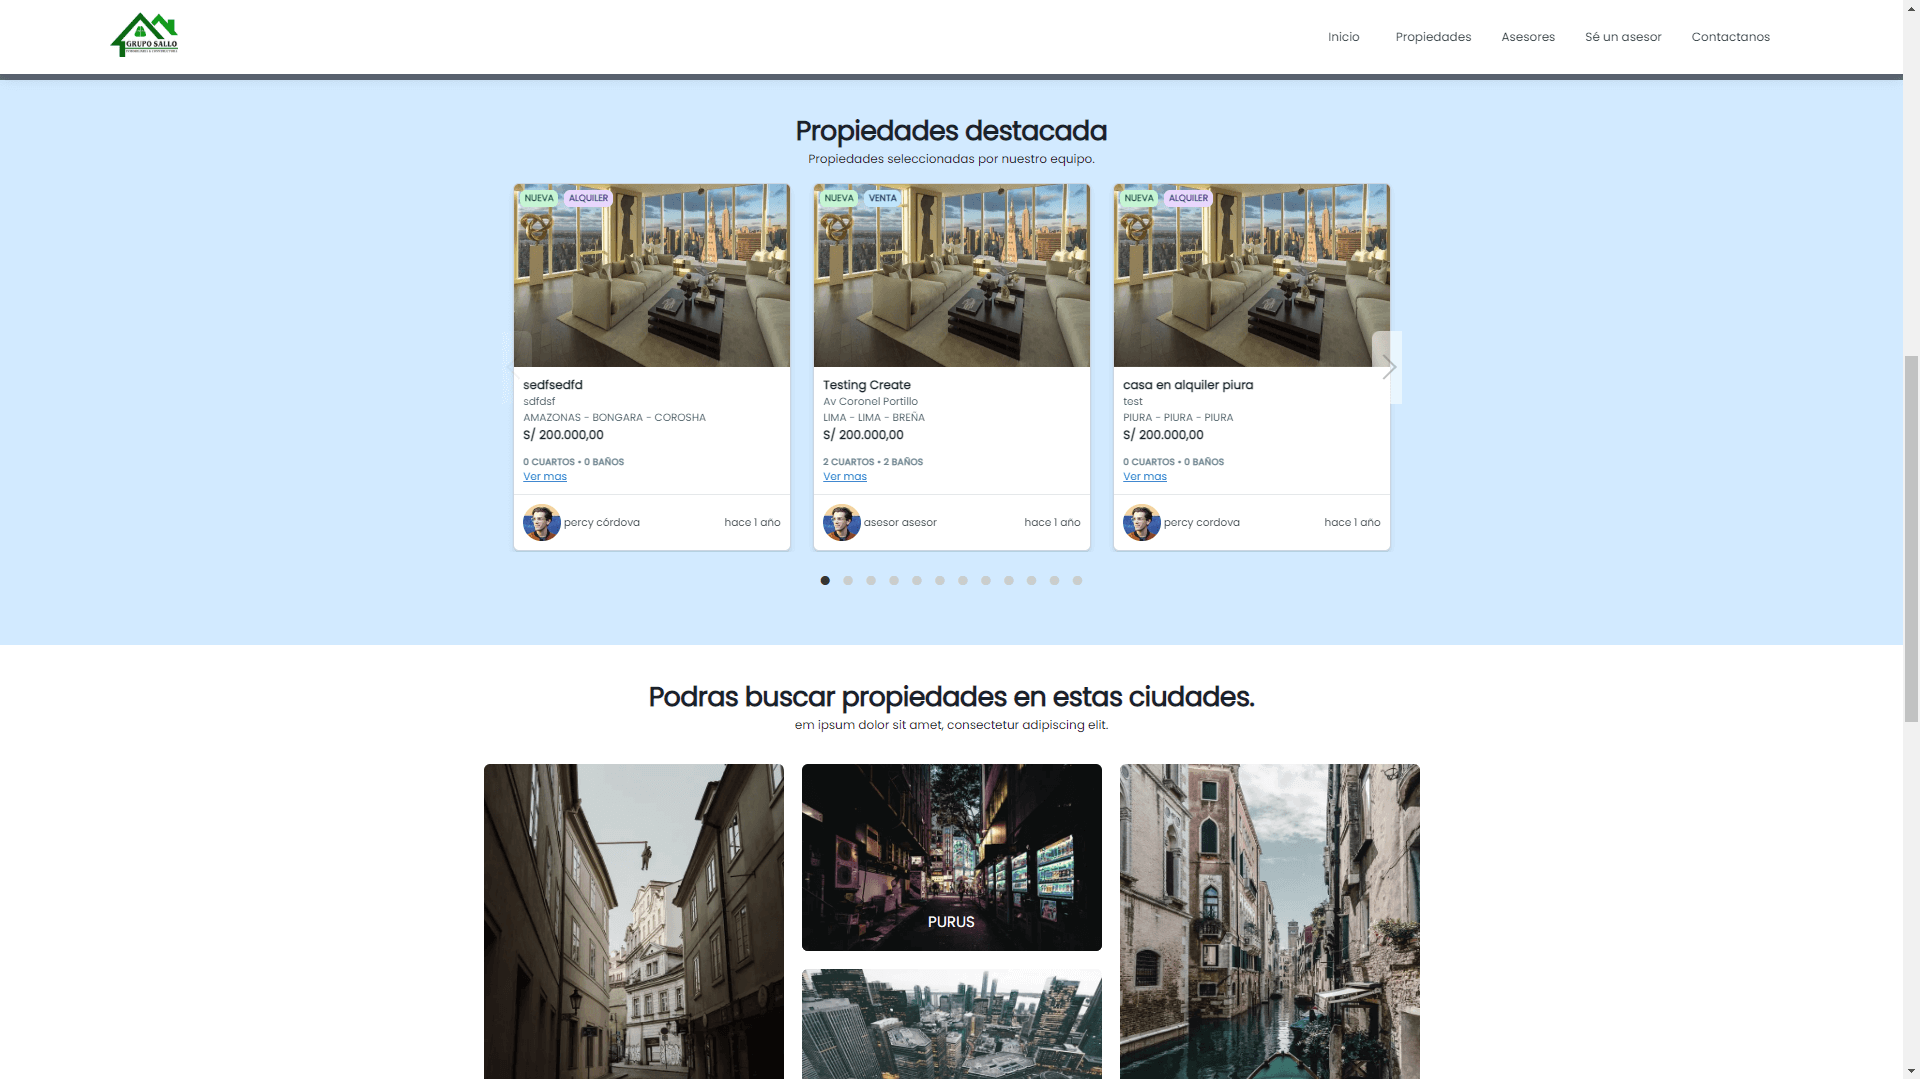 GRUPO SALLO
Inicio
Propiedades
Asesores
Sé un asesor
Contactanos
Propiedades destacada
Propiedades seleccionadas por nuestro equipo.
NUEVA ALQUILER
sedfsedfd
sdfdsf
AMAZONAS - BONGARA - COROSHA
S/ 200.000,00
0 CUARTOS • 0 BAÑOS
Ver mas
percy córdova
hace 1 año
NUEVA VENTA
Testing Create
Av Coronel Portillo
LIMA - LIMA - BREÑA
S/ 200.000,00
2 CUARTOS • 2 BAÑOS
Ver mas
asesor asesor
hace 1 año
NUEVA ALQUILER
casa en alquiler piura
test
PIURA - PIURA - PIURA
S/ 200.000,00
0 CUARTOS • 0 BAÑOS
Ver mas
percy cordova
hace 1 año
Podras buscar propiedades en estas ciudades.
em ipsum dolor sit amet, consectetur adipiscing elit.
PURUS